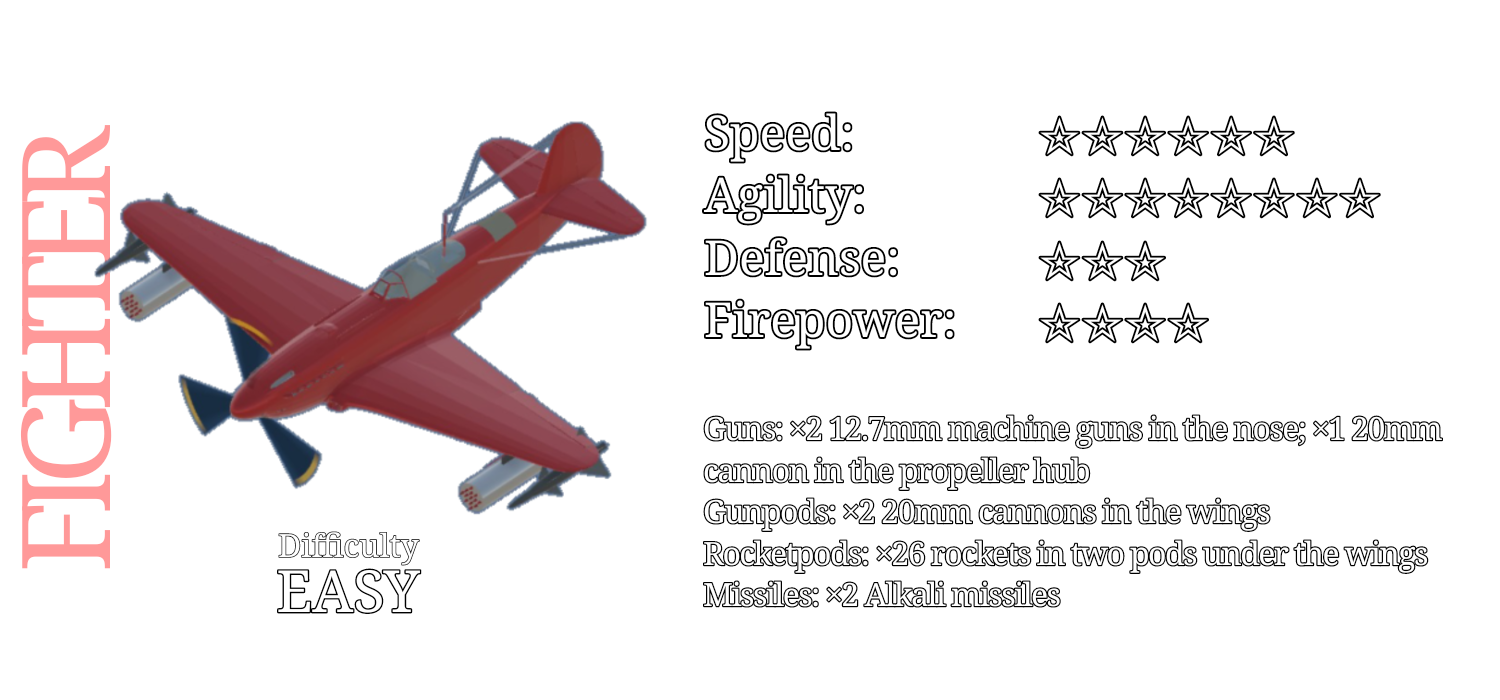 FIGHTER
Difficulty
EASY
Speed: ☆☆☆☆☆☆
Agility: ☆☆☆☆☆☆☆☆
Defense: ☆☆☆
Firepower: ☆☆☆☆
Guns: ×2 12.7mm machine guns in the nose; ×1 20mm
cannon in the propeller hub
Gunpods: ×2 20mm cannons in the wings
Rocketpods: ×26 rockets in two pods under the wings
Missiles: ×2 Alkali missiles